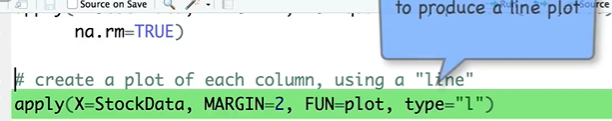 Source on Save
to produce a line plot
Source
na.rm=TRUE)
# create a plot of each column, using a "line"
apply(X=StockData, MARGIN=2, FUN=plot, type="l")